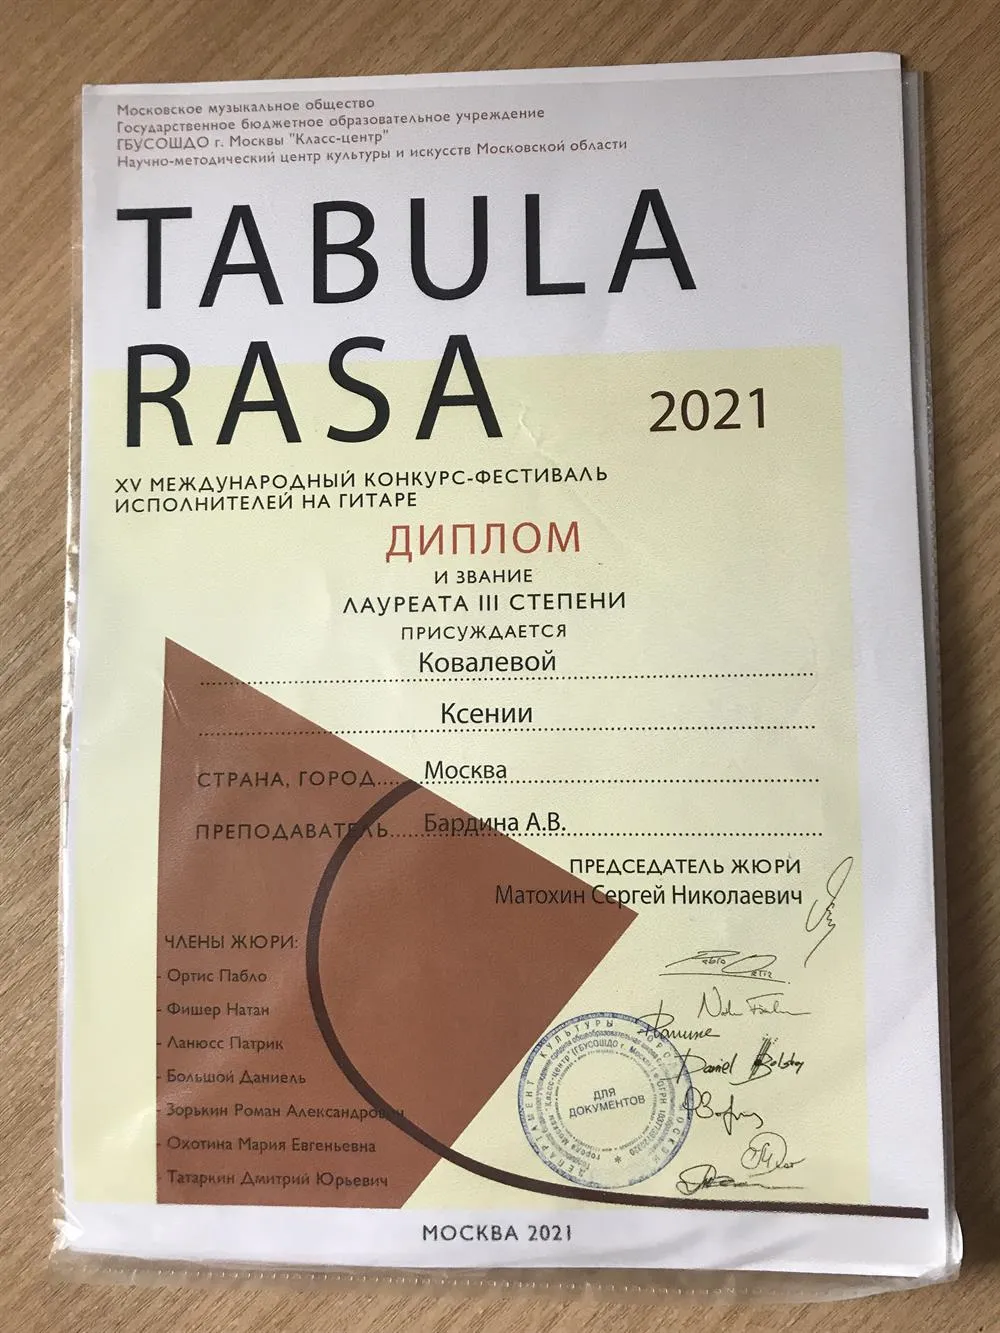 Московское музыкальное общество
Государственное бюджетное образовательное учреждение
ГБУСОШДО г. Москвы "Класс-центр"
Научно-методический центр культуры и искусств Московской области
TABULA
RASA
2021
XV МЕЖДУНАРОДНЫЙ КОНКУРС-ФЕСТИВАЛЬ
ИСПОЛНИТЕЛЕЙ НА ГИТАРЕ
ДИПЛОМ
И ЗВАНИЕ
ЛАУРЕАТА III СТЕПЕНИ
ПРИСУЖДАЕТСЯ
Ковалевой
Ксении
СТРАНА, ГОРОД.... Москва
ПРЕПОДАВАТЕЛЬ.... Бардина А.В.
ПРЕДСЕДАТЕЛЬ ЖЮРИ
Матохин Сергей Николаевич
ЧЛЕНЫ ЖЮРИ:
- Ортис Пабло
- Фишер Натан
- Ланюсс Патрик
- Большой Даниель
- Зорькин Роман Александрович
- Охотина Мария Евгеньевна
- Татаркин Дмитрий Юрьевич
Daniel Bolshoy
ДЛЯ
ДОКУМЕНТОВ
МОСКВА 2021